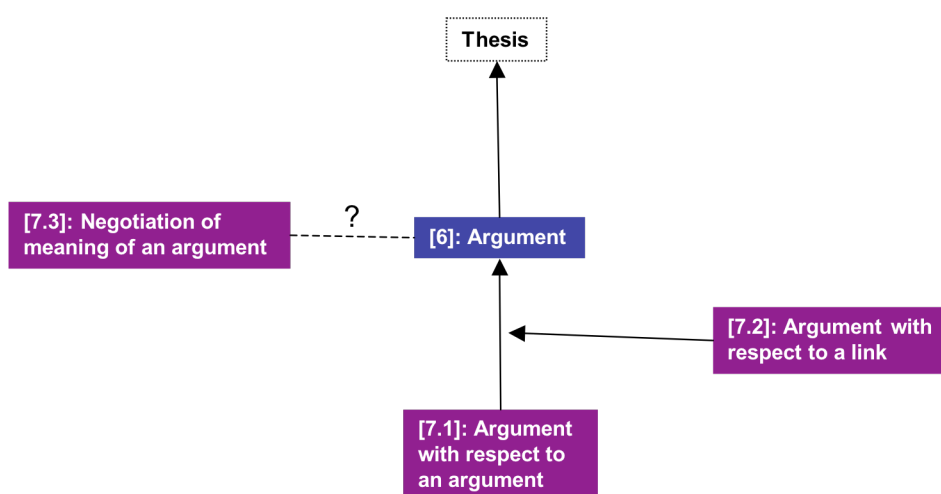 Thesis
[7.3]: Negotiation of
meaning of an argument
?
[6]: Argument
[7.2]: Argument with
respect to a link
[7.1]: Argument
with respect to
an argument